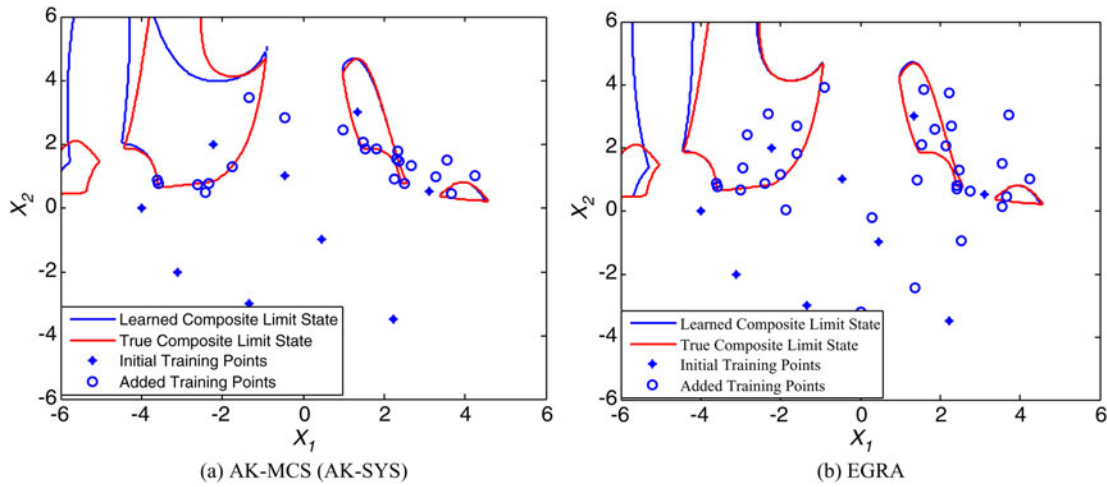 6
4
2
0
-2
-4
-6
X2
Learned Composite Limit State
True Composite Limit State
Initial Training Points
Added Training Points
-6 -4 -2 0 2 4 6
X1
(a) AK-MCS (AK-SYS)
6
4
2
0
-2
-4
-6
X2
Learned Composite Limit State
True Composite Limit State
Initial Training Points
Added Training Points
-6 -4 -2 0 2 4 6
X1
(b) EGRA